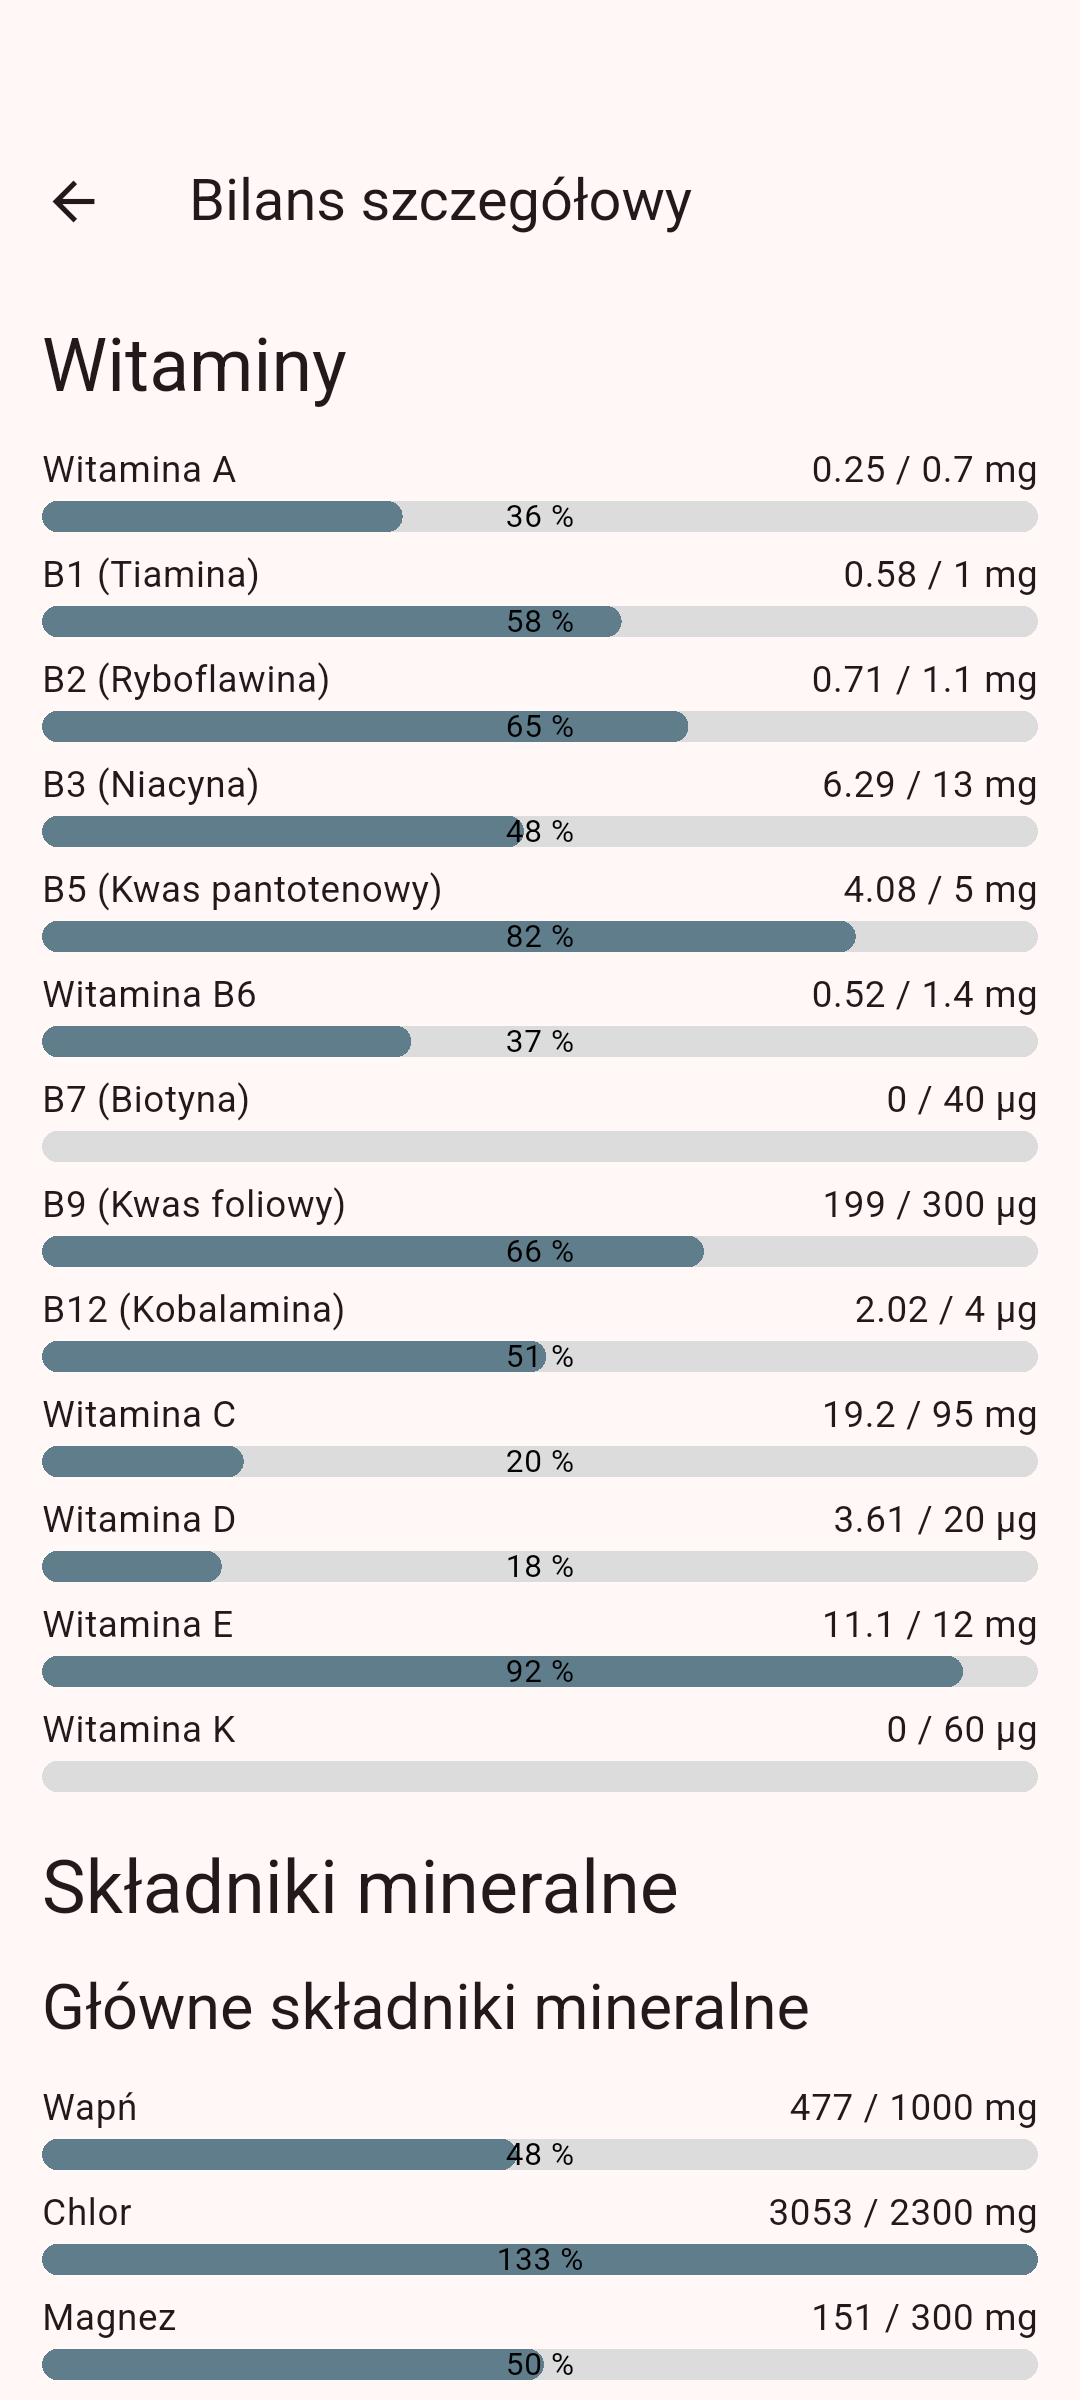 Bilans szczegółowy
Witaminy
Witamina A 0.25 / 0.7 mg
36 %
B1 (Tiamina) 0.58 / 1 mg
58 %
B2 (Ryboflawina) 0.71 / 1.1 mg
65 %
B3 (Niacyna) 6.29 / 13 mg
48 %
B5 (Kwas pantotenowy) 4.08 / 5 mg
82 %
Witamina B6 0.52 / 1.4 mg
37 %
B7 (Biotyna) 0 / 40 µg
B9 (Kwas foliowy) 199 / 300 µg
66 %
B12 (Kobalamina) 2.02 / 4 µg
51 %
Witamina C 19.2 / 95 mg
20 %
Witamina D 3.61 / 20 µg
18 %
Witamina E 11.1 / 12 mg
92 %
Witamina K 0 / 60 µg
Składniki mineralne
Główne składniki mineralne
Wapń 477 / 1000 mg
48 %
Chlor 3053 / 2300 mg
133 %
Magnez 151 / 300 mg
50 %